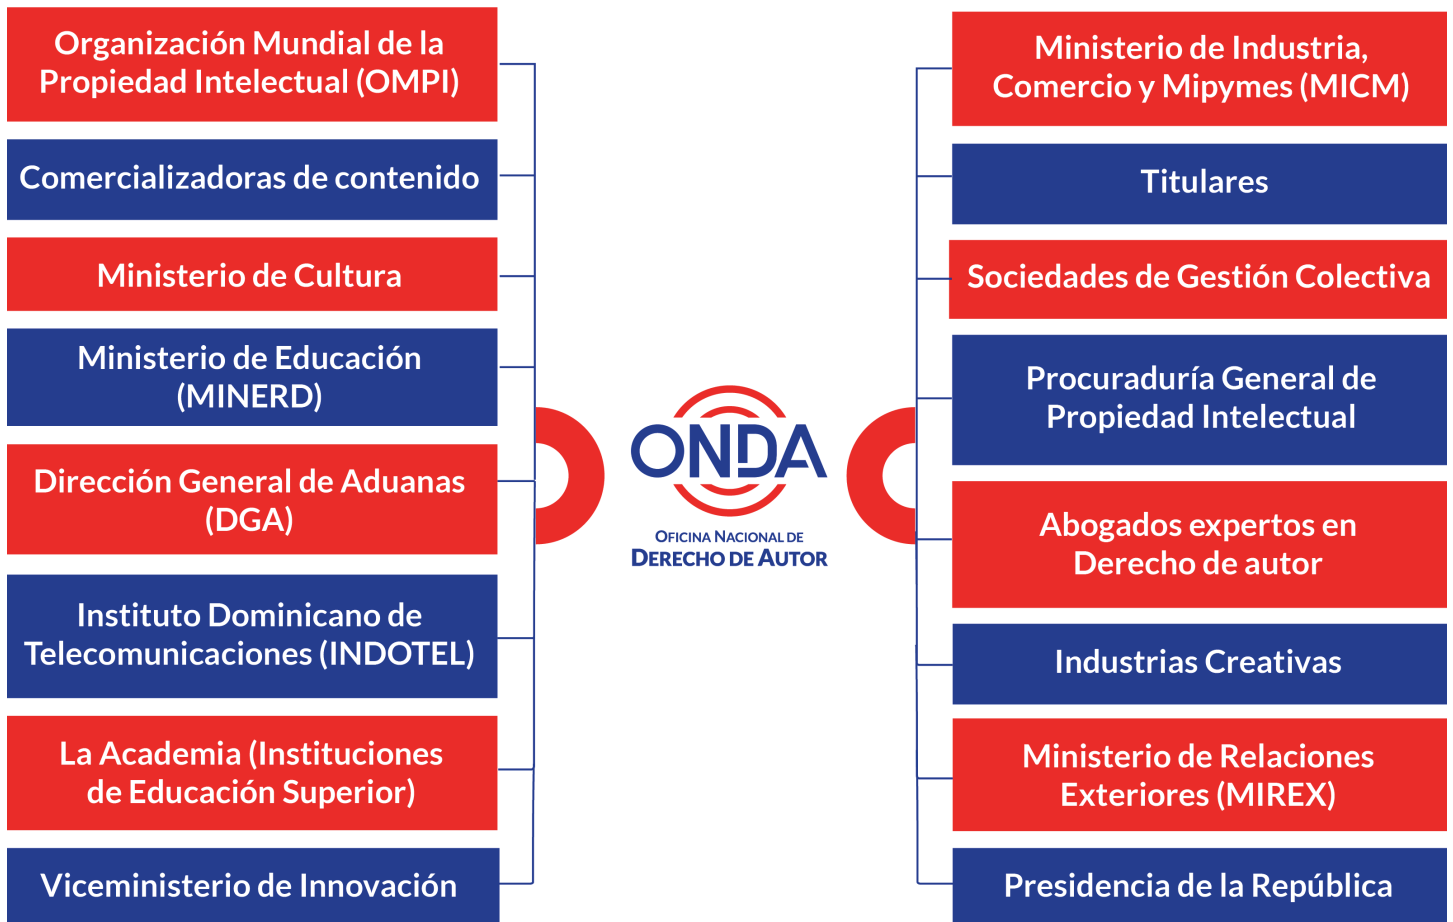 Organización Mundial de la
Propiedad Intelectual (OMPI)
Comercializadoras de contenido
Ministerio de Cultura
Ministerio de Educación
(MINERD)
Dirección General de Aduanas
(DGA)
Instituto Dominicano de
Telecomunicaciones (INDOTEL)
La Academia (Instituciones
de Educación Superior)
Viceministerio de Innovación
ONDA
OFICINA NACIONAL DE
DERECHO DE AUTOR
Ministerio de Industria,
Comercio y Mipymes (MICM)
Titulares
Sociedades de Gestión Colectiva
Procuraduría General de
Propiedad Intelectual
Abogados expertos en
Derecho de autor
Industrias Creativas
Ministerio de Relaciones
Exteriores (MIREX)
Presidencia de la República